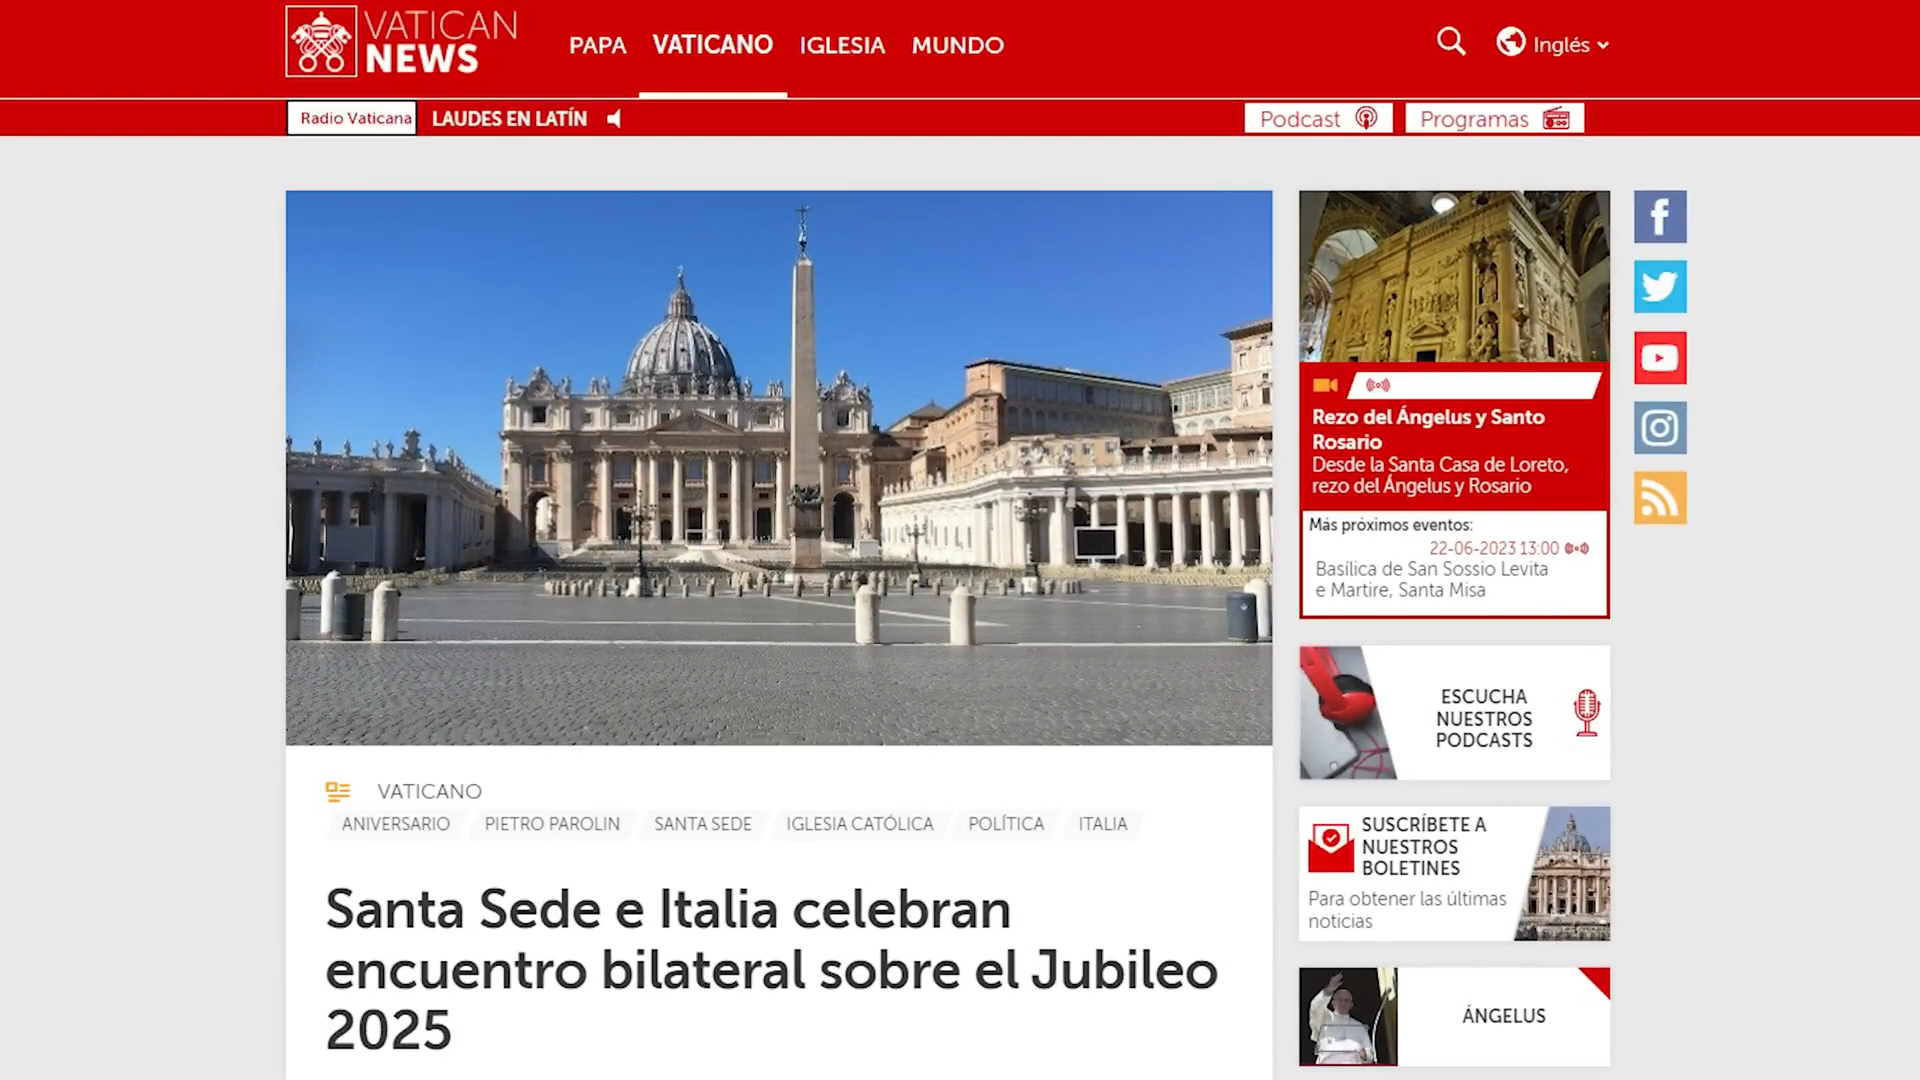 VATICAN
NEWS
PAPA
VATICANO
IGLESIA
MUNDO
Inglés
Radio Vaticana
LAUDES EN LATÍN
Podcast
Programas
Rezo del Ángelus y Santo
Rosario
Desde la Santa Casa de Loreto,
rezo del Ángelus y Rosario
Más próximos eventos:
22-06-2023 13:00
Basílica de San Sossio Levita
e Martire, Santa Misa
ESCUCHA
NUESTROS
PODCASTS
SUSCRÍBETE A
NUESTROS
BOLETINES
Para obtener las últimas
noticias
ÁNGELUS
VATICANO
ANIVERSARIO
PIETRO PAROLIN
SANTA SEDE
IGLESIA CATÓLICA
POLÍTICA
ITALIA
Santa Sede e Italia celebran
encuentro bilateral sobre el Jubileo
2025